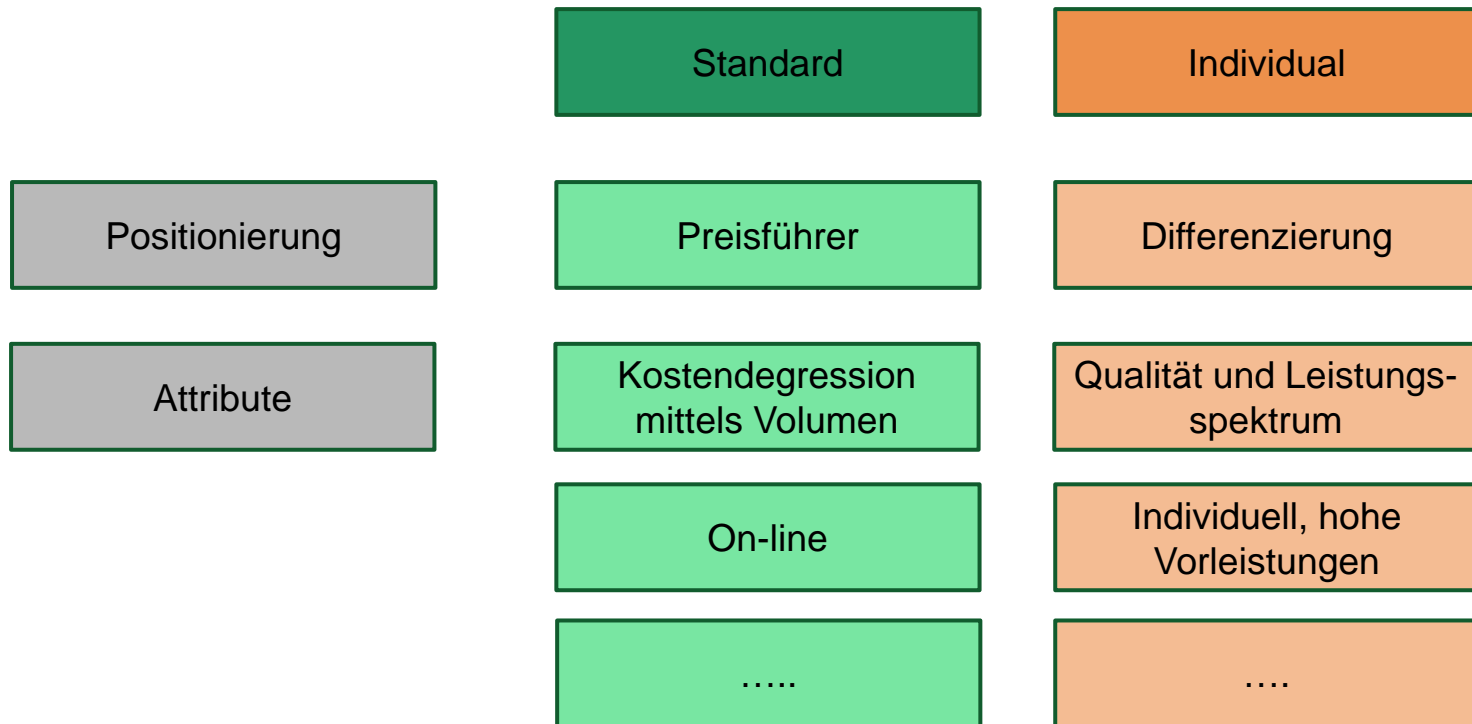 Standard
Individual
Positionierung
Preisführer
Differenzierung
Attribute
Kostendegression
mittels Volumen
Qualität und Leistungs-
spektrum
On-line
Individuell, hohe
Vorleistungen
…..
….